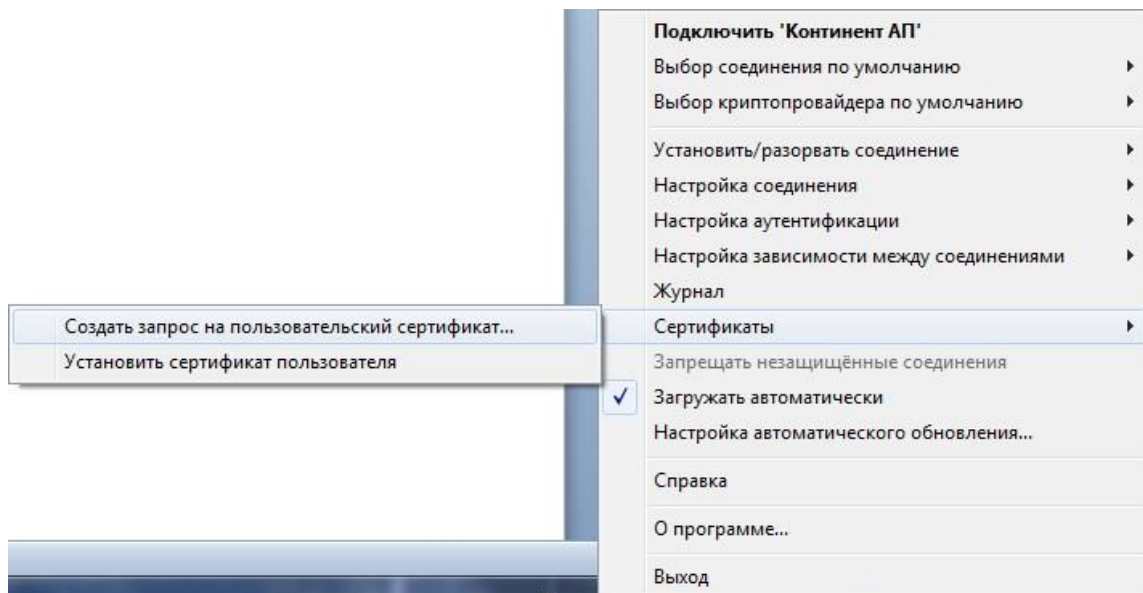 Подключить 'Континент АП'
Выбор соединения по умолчанию
Выбор криптопровайдера по умолчанию
Установить/разорвать соединение
Настройка соединения
Настройка аутентификации
Настройка зависимости между соединениями
Журнал
Сертификаты
Создать запрос на пользовательский сертификат...
Установить сертификат пользователя
Запрещать незащищённые соединения
Загружать автоматически
Настройка автоматического обновления...
Справка
О программе...
Выход